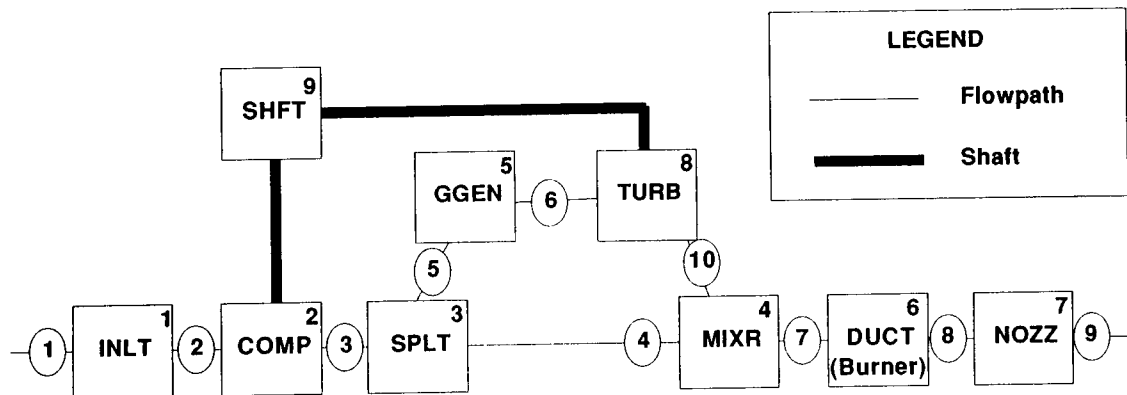 LEGEND
Flowpath
Shaft
9
SHFT
5
GGEN
6
8
TURB
5
10
1
1
INLT
2
2
COMP
3
3
SPLT
4
4
MIXR
7
6
DUCT
(Burner)
8
7
NOZZ
9